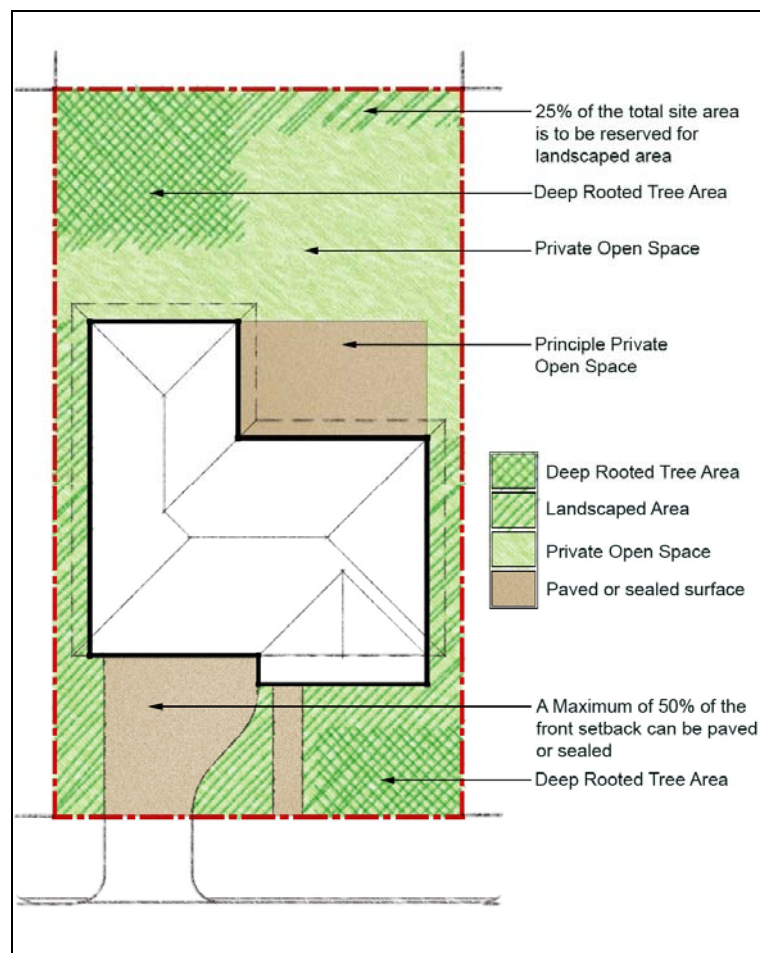 25% of the total site area
is to be reserved for
landscaped area
Deep Rooted Tree Area
Private Open Space
Principle Private
Open Space
Deep Rooted Tree Area
Landscaped Area
Private Open Space
Paved or sealed surface
A Maximum of 50% of the
front setback can be paved
or sealed
Deep Rooted Tree Area